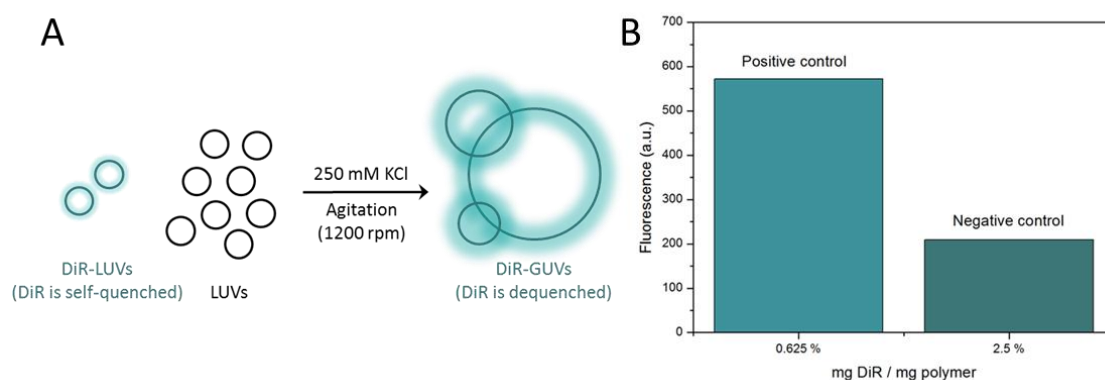 A
250 mM KCl
Agitation
(1200 rpm)
DiR-LUVs
(DiR is self-quenched)
LUVs
DiR-GUVs
(DiR is dequenched)
B
Fluorescence (a.u.)
700
600
500
400
300
200
100
0
Positive control
Negative control
0.625 %
2.5 %
mg DiR / mg polymer